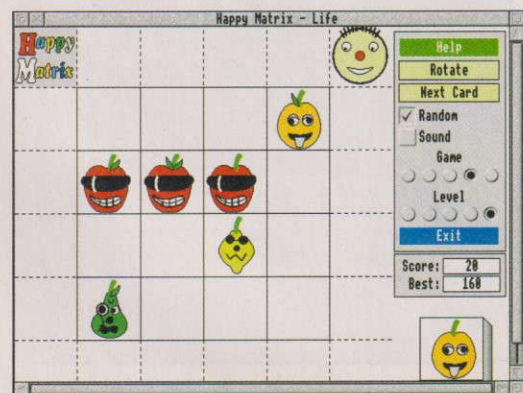 Happy Matrix - Life
Happy
Matrix
Help
Rotate
Next Card
Random
Sound
Game
Level
Exit
Score: 20
Best: 160